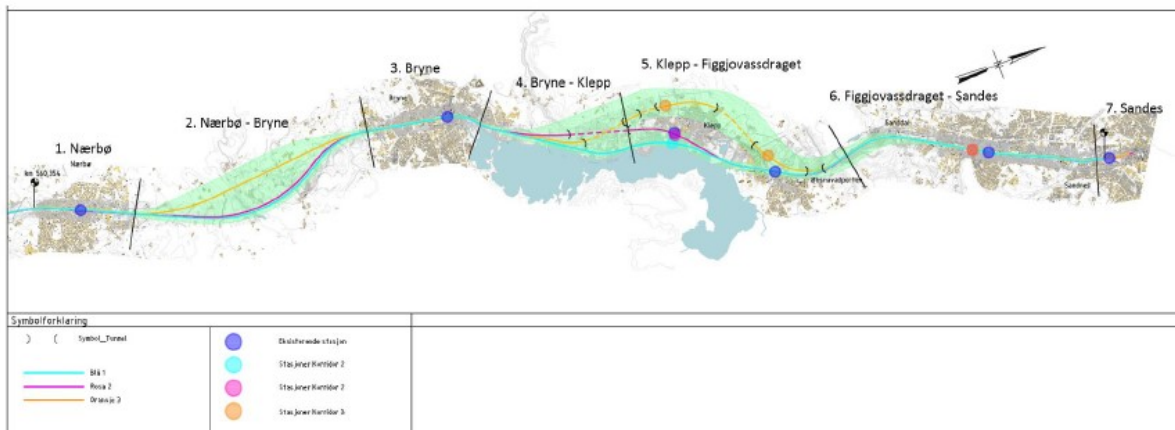 5. Klepp - Figgjovassdraget
3. Bryne
4. Bryne - Klepp
6. Figgjovassdraget - Sandes
7. Sandes
2. Nærbø - Bryne
1. Nærbø
Nærbø
km 560,354
Bryne
Klepp
Ganddal
Sandnes
Symbolforklaring
) ( Symbol_Tunnel
Blå 1
Rosa 2
Oransje 3
Eksisterende stasjon
Stasjoner Korridor 2
Stasjoner Korridor 2
Stasjoner Korridor 3